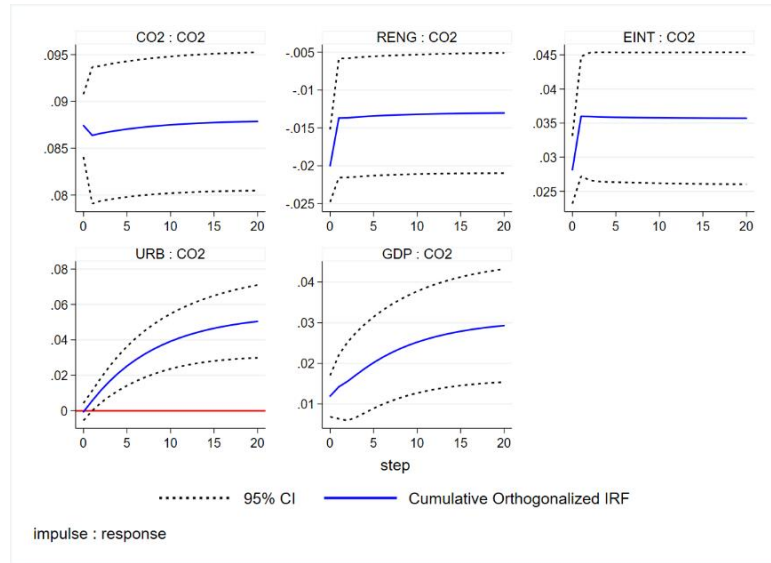 CO2 : CO2
RENG : CO2
EINT : CO2
.095
.09
.085
.08
-.005
-.01
-.015
-.02
-.025
.045
.04
.035
.03
.025
0 5 10 15 20
0 5 10 15 20
0 5 10 15 20
URB : CO2
GDP : CO2
.08
.06
.04
.02
0
.04
.03
.02
.01
0 5 10 15 20
0 5 10 15 20
step
95% CI
Cumulative Orthogonalized IRF
impulse : response